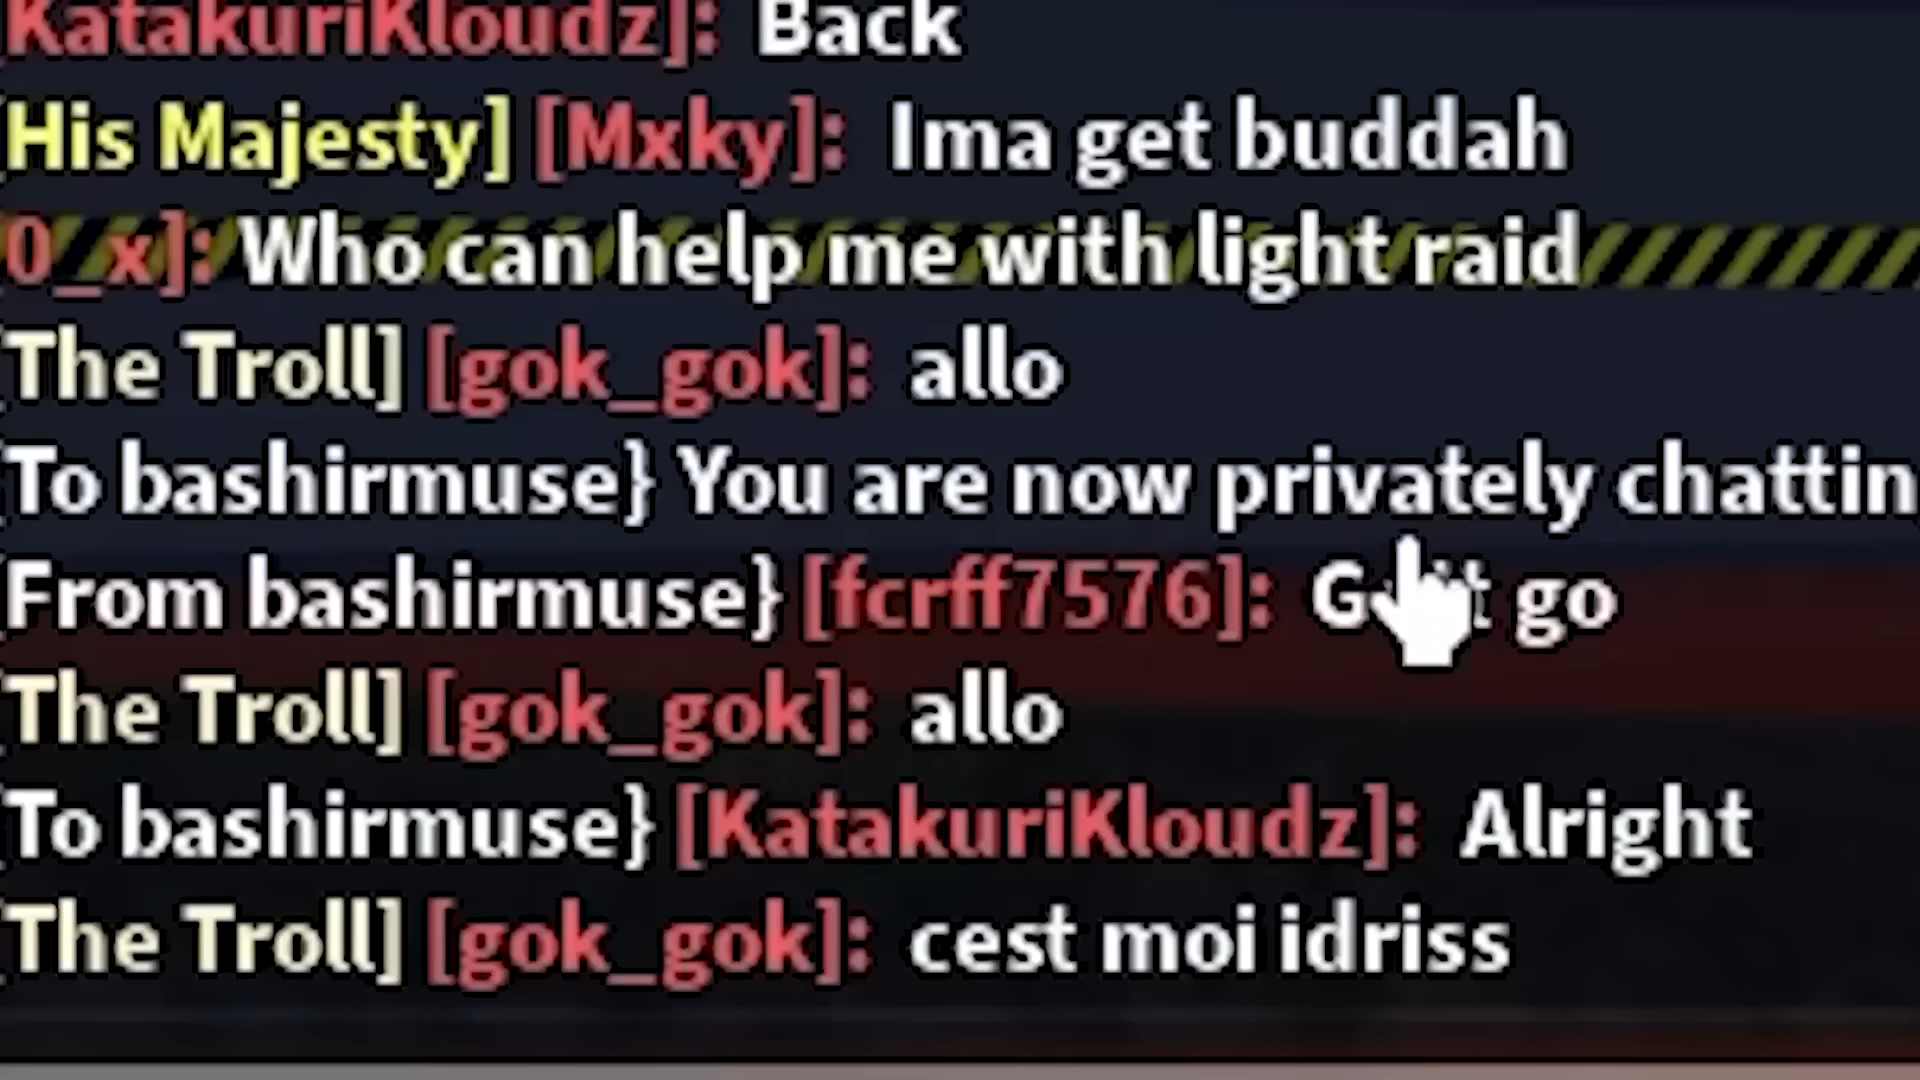 KatakuriKloudz]: Back
[His Majesty] [Mxky]: Ima get buddah
0_x]: Who can help me with light raid
[The Troll] [gok_gok]: allo
{To bashirmuse} You are now privately
{From bashirmuse} [fcrff7576]: go
[The Troll] [gok_gok]: allo
{To bashirmuse} [KatakuriKloudz]: Alright
[The Troll] [gok_gok]: cest moi idriss